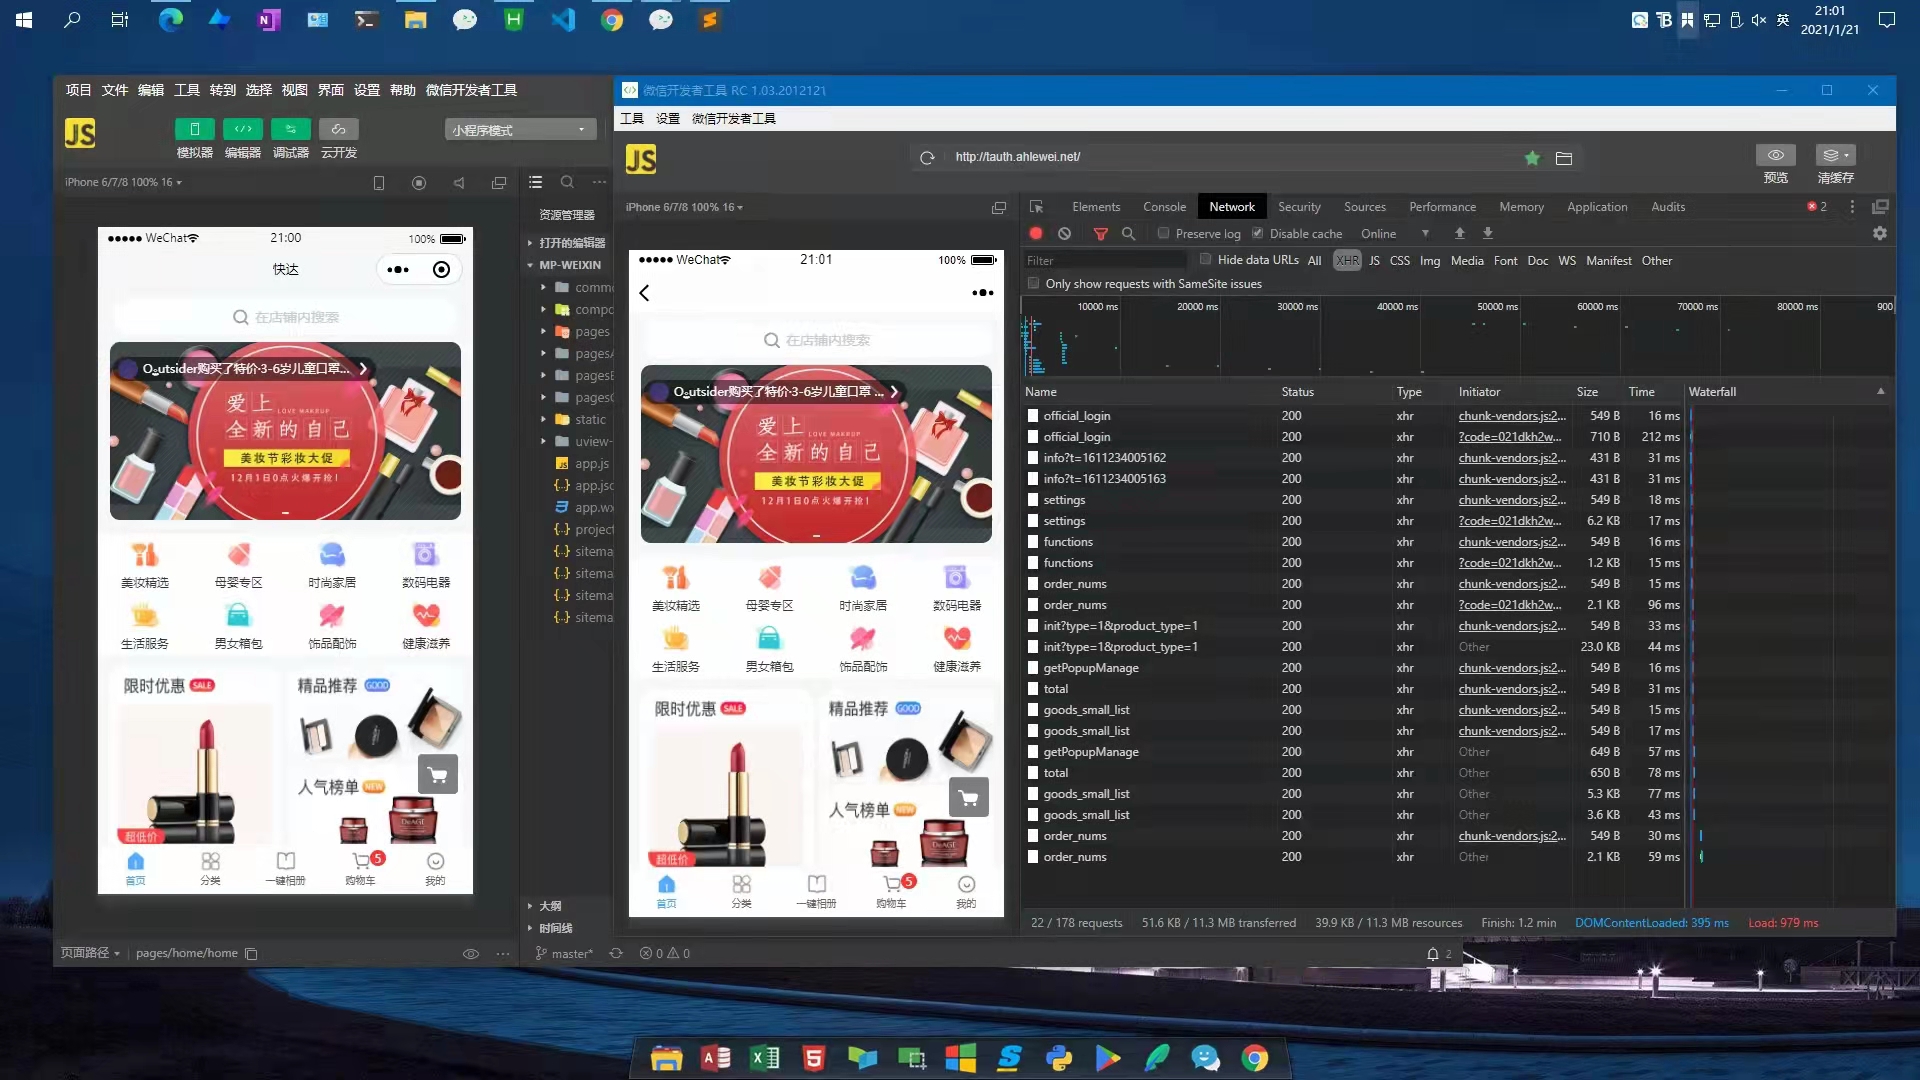 21:01
英
2021/1/21
项目 文件 编辑 工具 转到 选择 视图 界面 设置 帮助 微信开发者工具
JS
模拟器 编辑器 调试器 云开发
小程序模式
iPhone 6/7/8 100% 16
WeChat 21:00 100%
快达
在店铺内搜索
购买了特价·3-6岁儿童口罩...
爱上
LOVE MAKEUP
全新的自己
美妆节彩妆大促
12月1日0点火爆开抢!
美妆精选 母婴专区 时尚家居 数码电器
生活服务 男女箱包 饰品配饰 健康滋养
限时优惠 SALE 精品推荐 GOOD
人气榜单 NEW
超低价
首页 分类 一键相册 购物车 5 我的
页面路径 pages/home/home
资源管理器
打开的编辑器
MP-WEIXIN
comm
compo
pages
pages
pages
pages
static
uview-
app.js
app.jsc
app.wx
project
sitema
sitema
sitema
sitema
大纲
时间线
master* 0 0 2
微信开发者工具 RC 1.03.2012121
工具 设置 微信开发者工具
JS
http://tauth.ahlewei.net/
预览 清缓存
iPhone 6/7/8 100% 16
WeChat 21:01 100%
在店铺内搜索
购买了特价·3-6岁儿童口罩 ...
爱上
LOVE MAKEUP
全新的自己
美妆节彩妆大促
12月1日0点火爆开抢!
美妆精选 母婴专区 时尚家居 数码电器
生活服务 男女箱包 饰品配饰 健康滋养
限时优惠 SALE 精品推荐 GOOD
人气榜单 NEW
超低价
首页 分类 一键相册 购物车 5 我的
Elements Console Network Security Sources Performance Memory Application Audits 2
Preserve log Disable cache Online
Filter Hide data URLs All XHR JS CSS Img Media Font Doc WS Manifest Other
Only show requests with SameSite issues
10000 ms 20000 ms 30000 ms 40000 ms 50000 ms 60000 ms 70000 ms 80000 ms 900
Name Status Type Initiator Size Time Waterfall
official_login 200 xhr chunk-vendors.js:2... 549 B 16 ms
official_login 200 xhr ?code=021dkh2w... 710 B 212 ms
info?t=1611234005162 200 xhr chunk-vendors.js:2... 431 B 31 ms
info?t=1611234005163 200 xhr chunk-vendors.js:2... 431 B 31 ms
settings 200 xhr chunk-vendors.js:2... 549 B 18 ms
settings 200 xhr ?code=021dkh2w... 6.2 KB 17 ms
functions 200 xhr chunk-vendors.js:2... 549 B 16 ms
functions 200 xhr ?code=021dkh2w... 1.2 KB 15 ms
order_nums 200 xhr chunk-vendors.js:2... 549 B 15 ms
order_nums 200 xhr ?code=021dkh2w... 2.1 KB 96 ms
init?type=1&product_type=1 200 xhr chunk-vendors.js:2... 549 B 33 ms
init?type=1&product_type=1 200 xhr Other 23.0 KB 44 ms
getPopupManage 200 xhr chunk-vendors.js:2... 549 B 16 ms
total 200 xhr chunk-vendors.js:2... 549 B 31 ms
goods_small_list 200 xhr chunk-vendors.js:2... 549 B 15 ms
goods_small_list 200 xhr chunk-vendors.js:2... 549 B 17 ms
getPopupManage 200 xhr Other 649 B 57 ms
total 200 xhr Other 650 B 78 ms
goods_small_list 200 xhr Other 5.3 KB 77 ms
goods_small_list 200 xhr Other 3.6 KB 43 ms
order_nums 200 xhr chunk-vendors.js:2... 549 B 30 ms
order_nums 200 xhr Other 2.1 KB 59 ms
22 / 178 requests 51.6 KB / 11.3 MB transferred 39.9 KB / 11.3 MB resources Finish: 1.2 min DOMContentLoaded: 395 ms Load: 979 ms